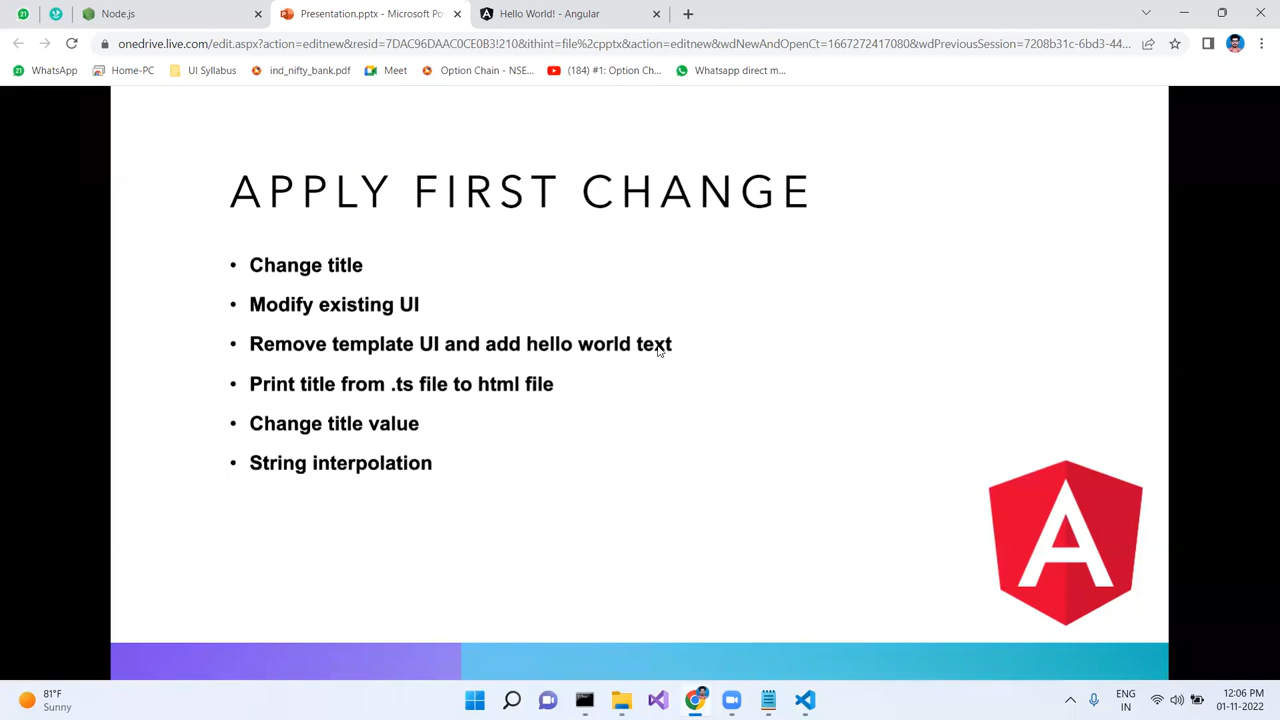 Node.js
Presentation.pptx - Microsoft Po
Hello World! - Angular
onedrive.live.com/edit.aspx?action=editnew&resid=7DAC96DAAC0CE0B3!21
int=file%2cpptx&action=editnew&wdNewAndOpenCt=1667272417080&wdPreviousSession=7208b31c-6bd3-44...
21
WhatsApp
Home-PC
UI Syllabus
ind_nifty_bank.pdf
Meet
Option Chain - NSE...
(184) #1: Option Ch...
Whatsapp direct m...
APPLY FIRST CHANGE
• Change title
• Modify existing UI
• Remove template UI and add hello world text
• Print title from .ts file to html file
• Change title value
• String interpolation
A
81°F
Sunny
ENG
IN
12:06 PM
01-11-2022